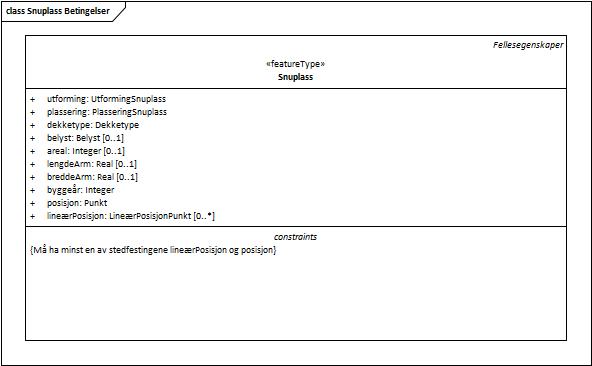 class Snuplass Betingelser
Fellesegenskaper
«featureType»
Snuplass
+ utforming: UtformingSnuplass
+ plassering: PlasseringSnuplass
+ dekketype: Dekketype
+ belyst: Belyst [0..1]
+ areal: Integer [0..1]
+ lengdeArm: Real [0..1]
+ breddeArm: Real [0..1]
+ byggeår: Integer
+ posisjon: Punkt
+ lineærPosisjon: LineærPosisjonPunkt [0..*]
constraints
{Må ha minst en av stedfestingene lineærPosisjon og posisjon}